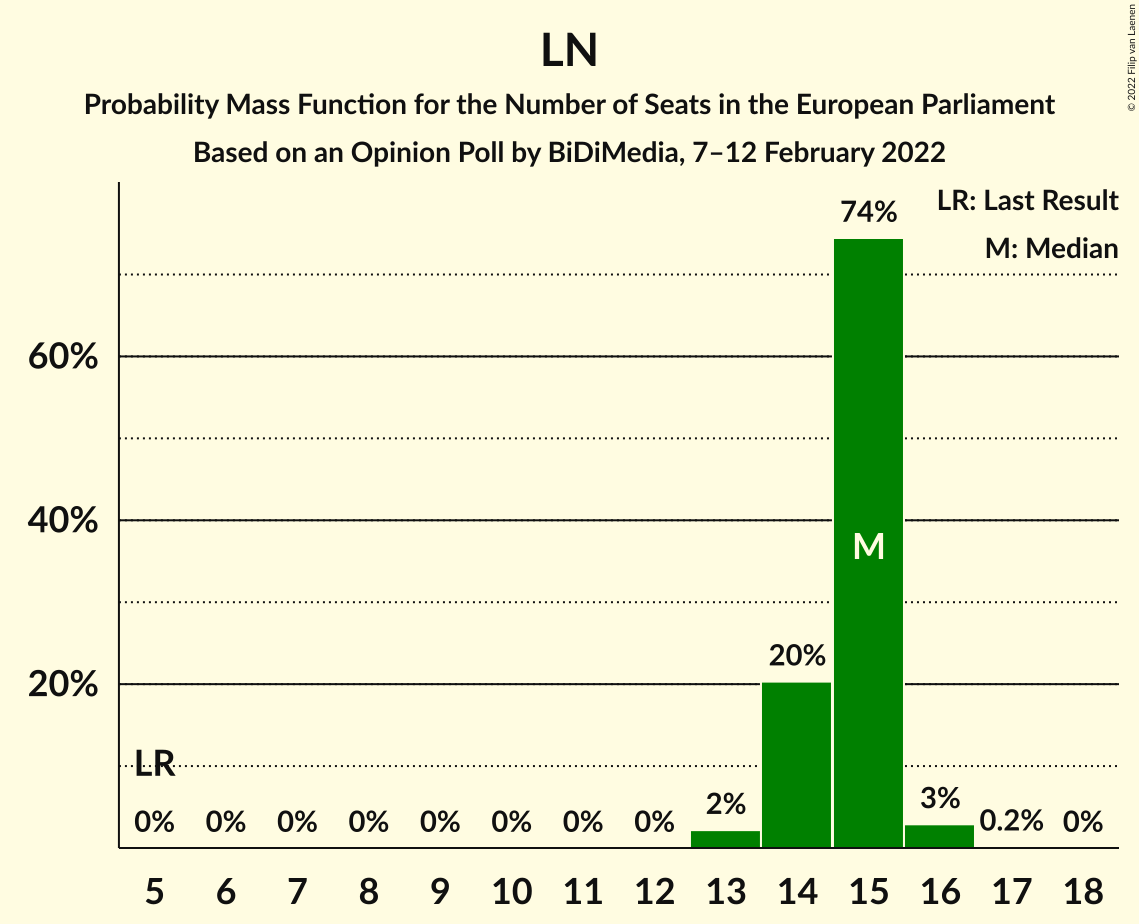 LN
Probability Mass Function for the Number of Seats in the European Parliament
Based on an Opinion Poll by BiDiMedia, 7–12 February 2022
© 2022 Filip van Laenen
LR: Last Result
M: Median
74%
60%
40%
M
20%
20%
LR
0% 0% 0% 0% 0% 0% 0% 0% 2% 3% 0.2% 0%
5 6 7 8 9 10 11 12 13 14 15 16 17 18